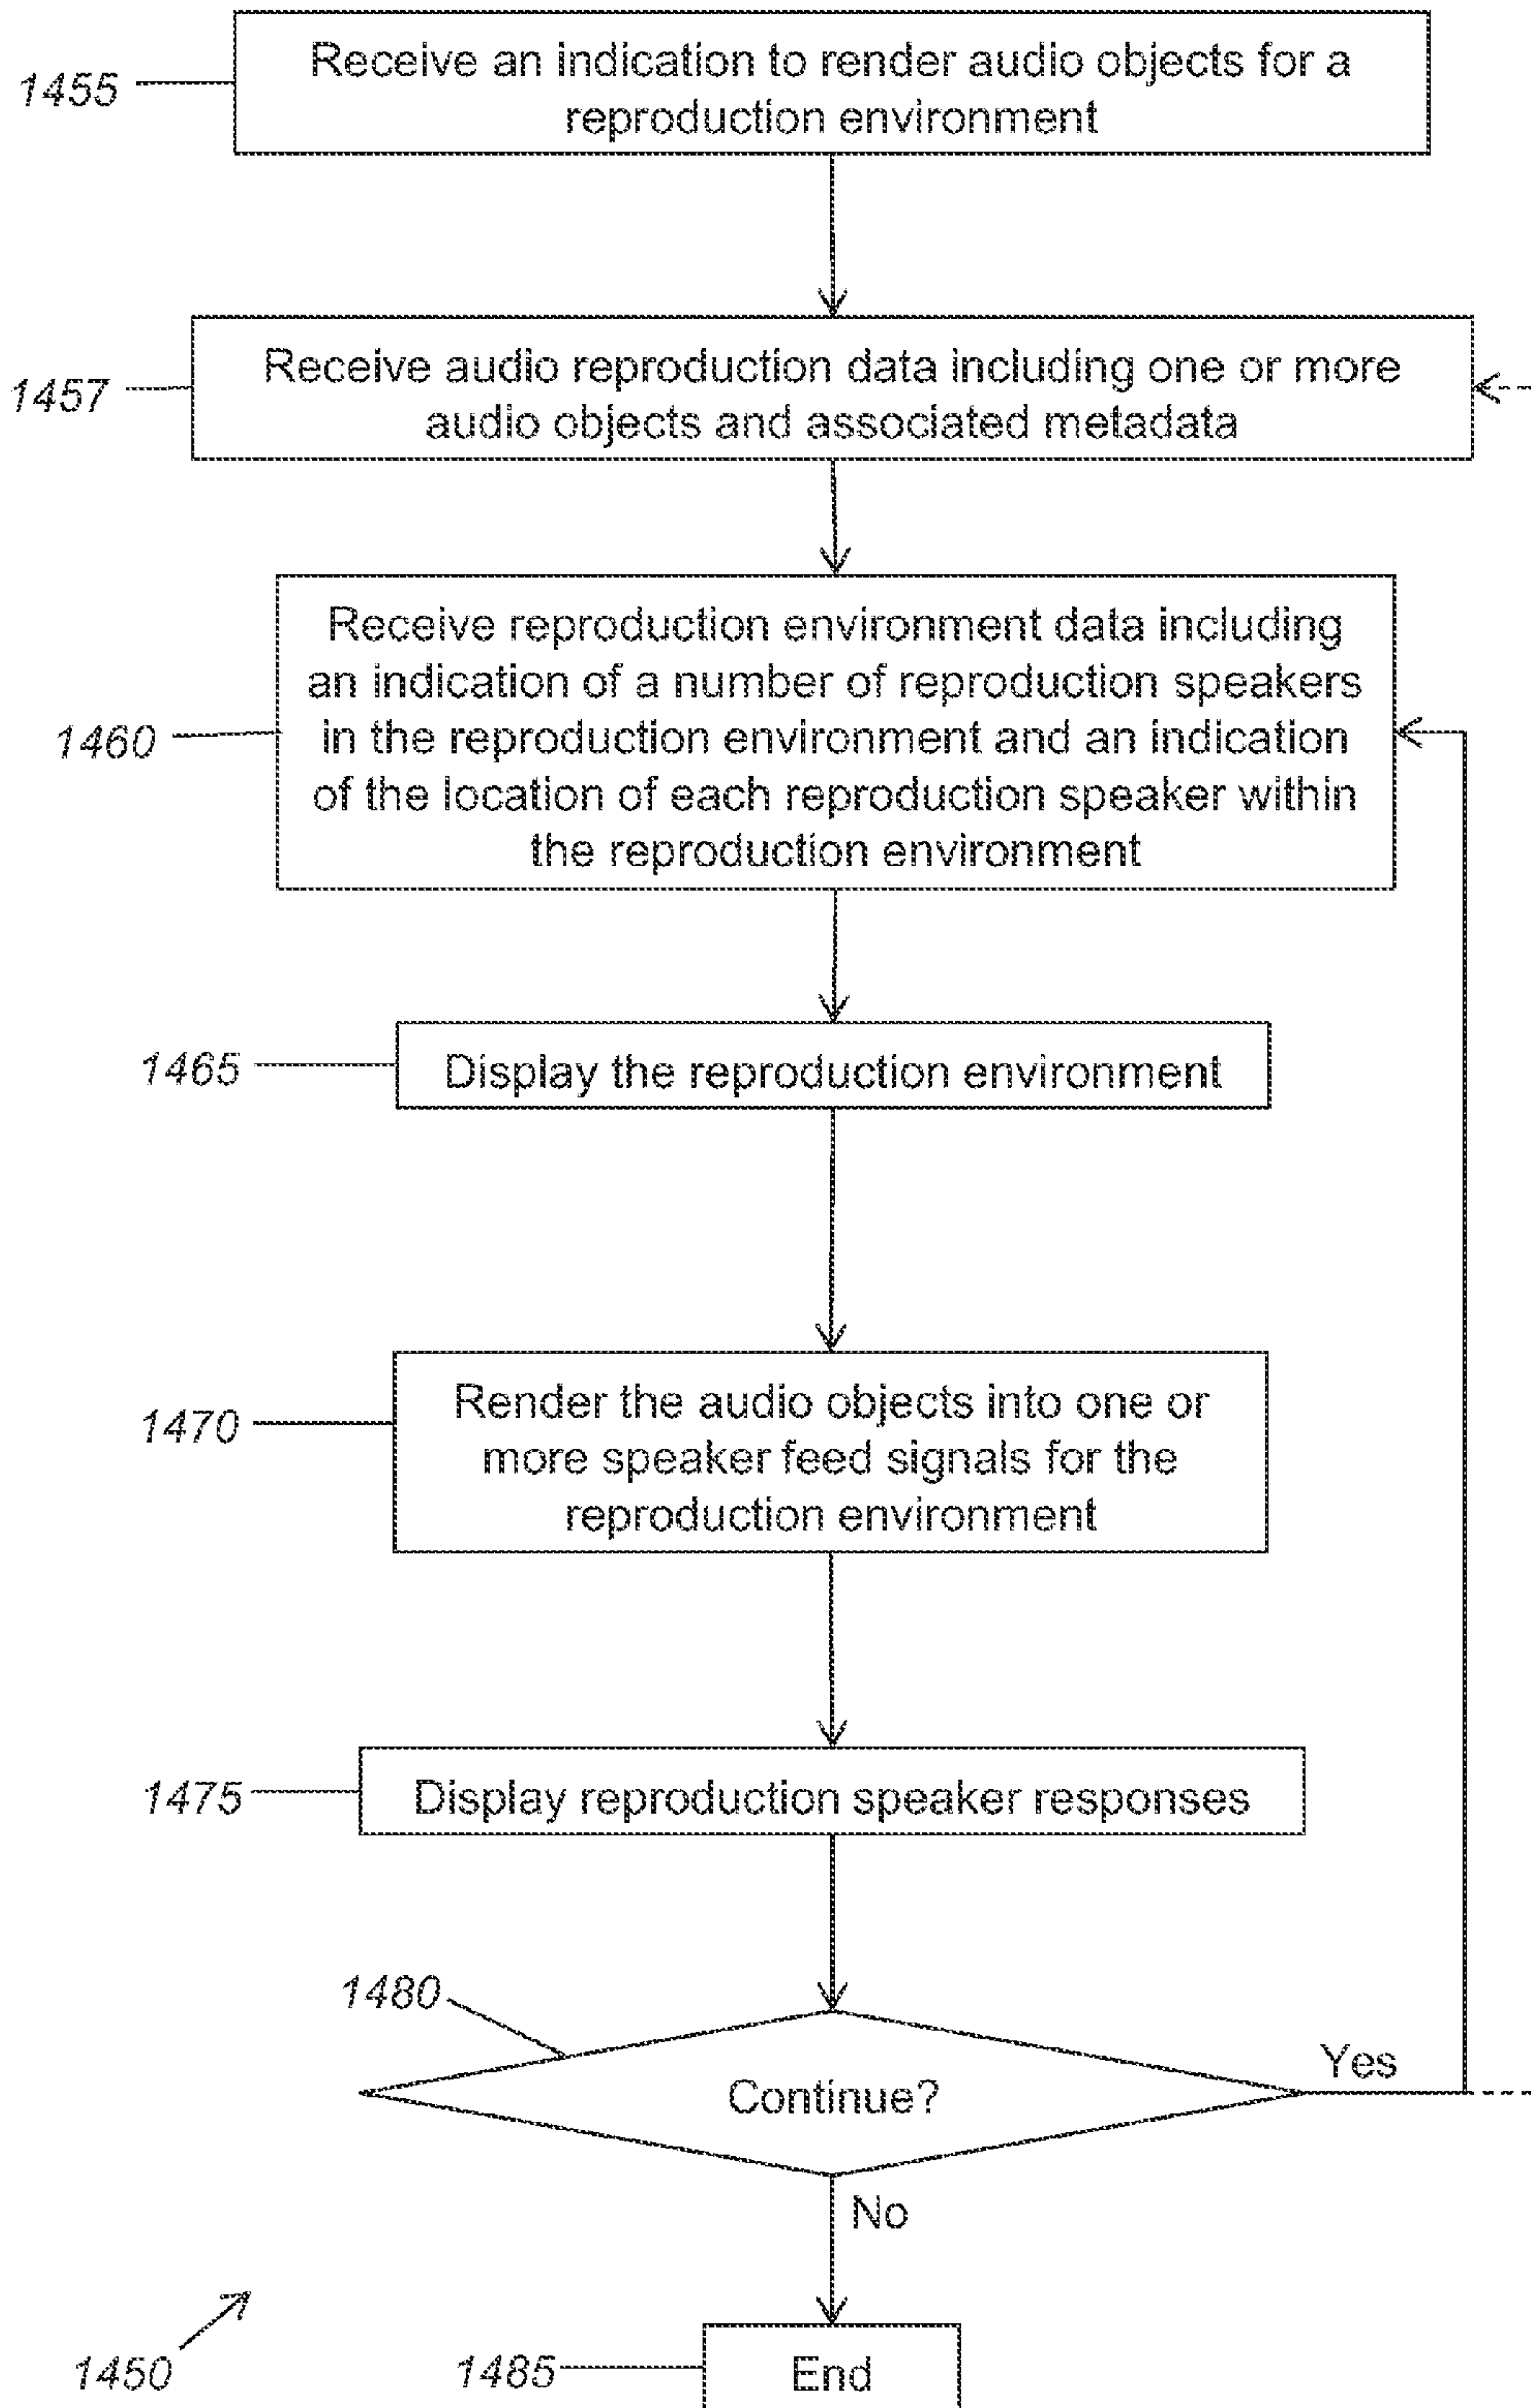 1455
Receive an indication to render audio objects for a
reproduction environment
1457
Receive audio reproduction data including one or more
audio objects and associated metadata
1460
Receive reproduction environment data including
an indication of a number of reproduction speakers
in the reproduction environment and an indication
of the location of each reproduction speaker within
the reproduction environment
1465
Display the reproduction environment
1470
Render the audio objects into one or
more speaker feed signals for the
reproduction environment
1475
Display reproduction speaker responses
1480
Continue?
Yes
No
1450
1485
End